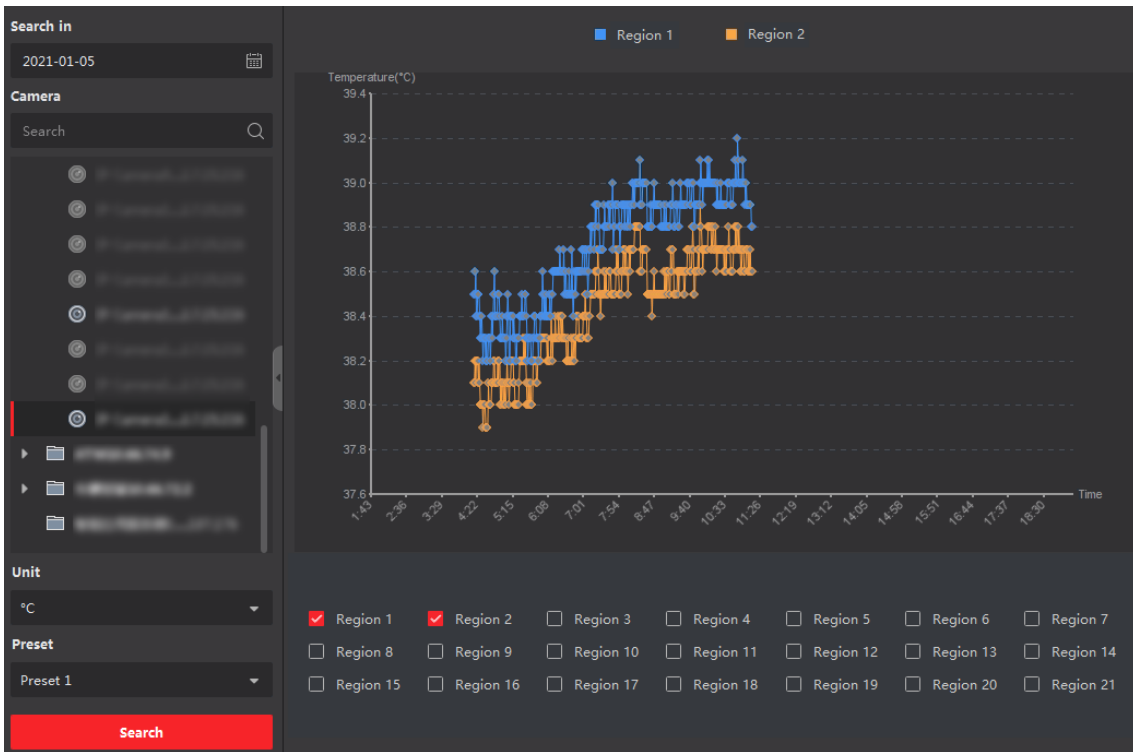 Search in
2021-01-05
Camera
Search
Unit
°C
Preset
Preset 1
Search
Region 1 Region 2
Temperature(°C)
39.4
39.2
39.0
38.8
38.6
38.4
38.2
38.0
37.8
37.6
1:43 2:36 3:29 4:22 5:15 6:08 7:01 7:54 8:47 9:40 10:33 11:26 12:19 13:12 14:05 14:58 15:51 16:44 17:37 18:30 Time
Region 1 Region 2 Region 3 Region 4 Region 5 Region 6 Region 7
Region 8 Region 9 Region 10 Region 11 Region 12 Region 13 Region 14
Region 15 Region 16 Region 17 Region 18 Region 19 Region 20 Region 21